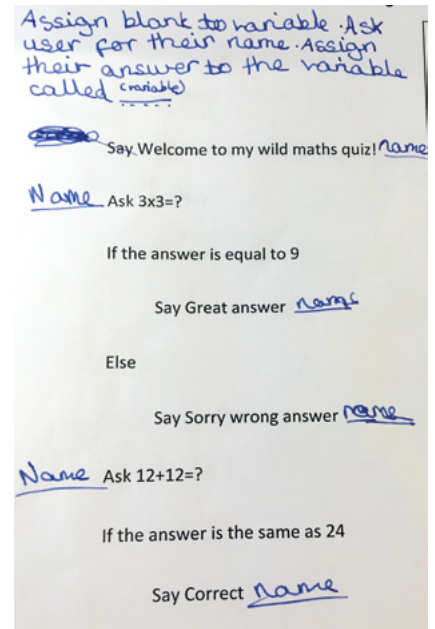 Assign blank to variable. Ask
user for their name. Assign
their answer to the variable
called (variable)
Say Welcome to my wild maths quiz! name
Name Ask 3x3=?
If the answer is equal to 9
Say Great answer name
Else
Say Sorry wrong answer name
Name Ask 12+12=?
If the answer is the same as 24
Say Correct name